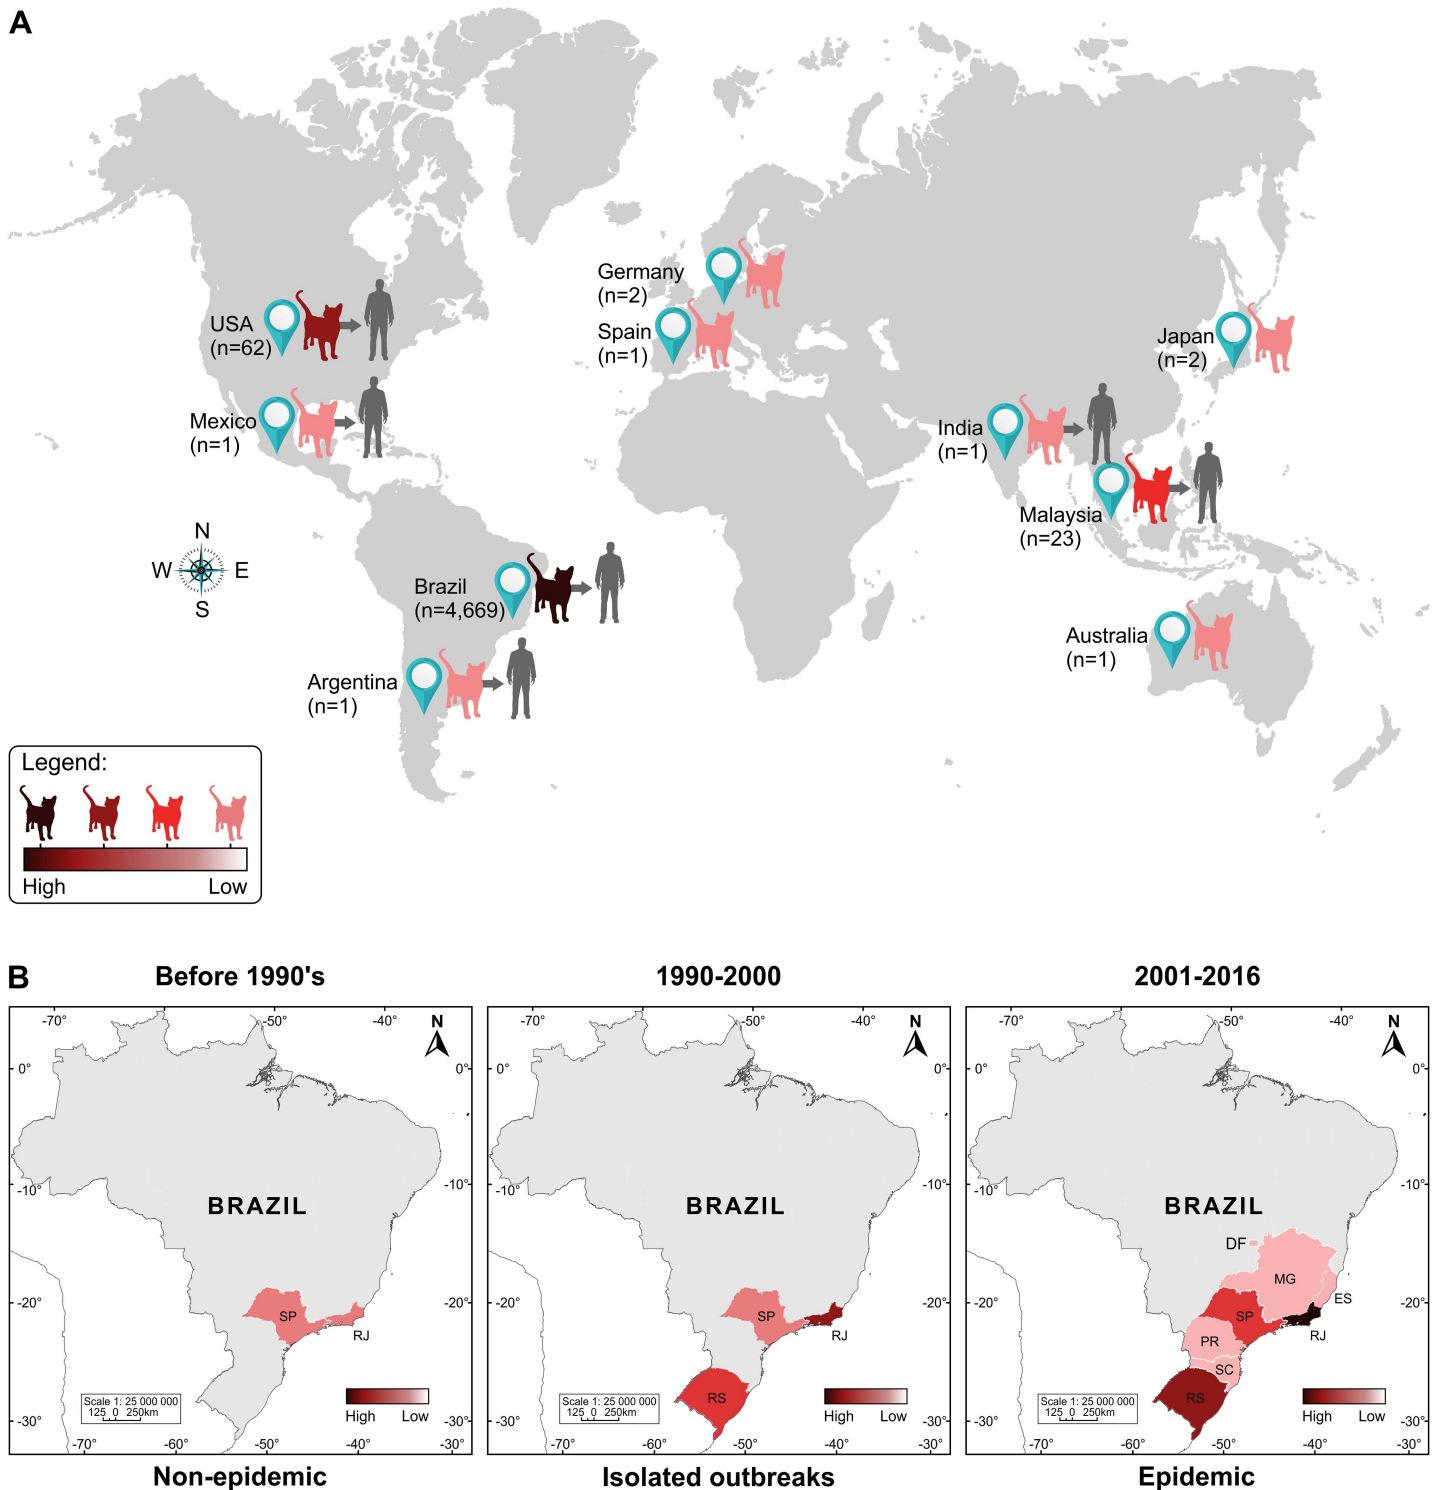 A
Germany
(n=2)
USA
(n=62)
Spain
(n=1)
Japan
(n=2)
Mexico
(n=1)
India
(n=1)
Malaysia
(n=23)
N
W E
S
Brazil
(n=4,669)
Australia
(n=1)
Argentina
(n=1)
Legend:
High Low
B
Before 1990's
-70° -50° -40°
N
0° 0°
-10° -10°
BRAZIL
-20° -20°
SP
RJ
Scale 1: 25 000 000
125 0 250km
High Low
-30° -30°
-70° -60° -50° -40° -30°
Non-epidemic
1990-2000
-70° -50° -40°
N
0° 0°
-10° -10°
BRAZIL
-20° -20°
SP
RJ
RS
Scale 1: 25 000 000
125 0 250km
High Low
-30° -30°
-70° -60° -50° -40° -30°
Isolated outbreaks
2001-2016
-70° -50° -40°
N
0° 0°
-10° -10°
BRAZIL
DF
MG
ES
-20° -20°
SP
RJ
PR
SC
RS
Scale 1: 25 000 000
125 0 250km
High Low
-30° -30°
-70° -60° -50° -40° -30°
Epidemic